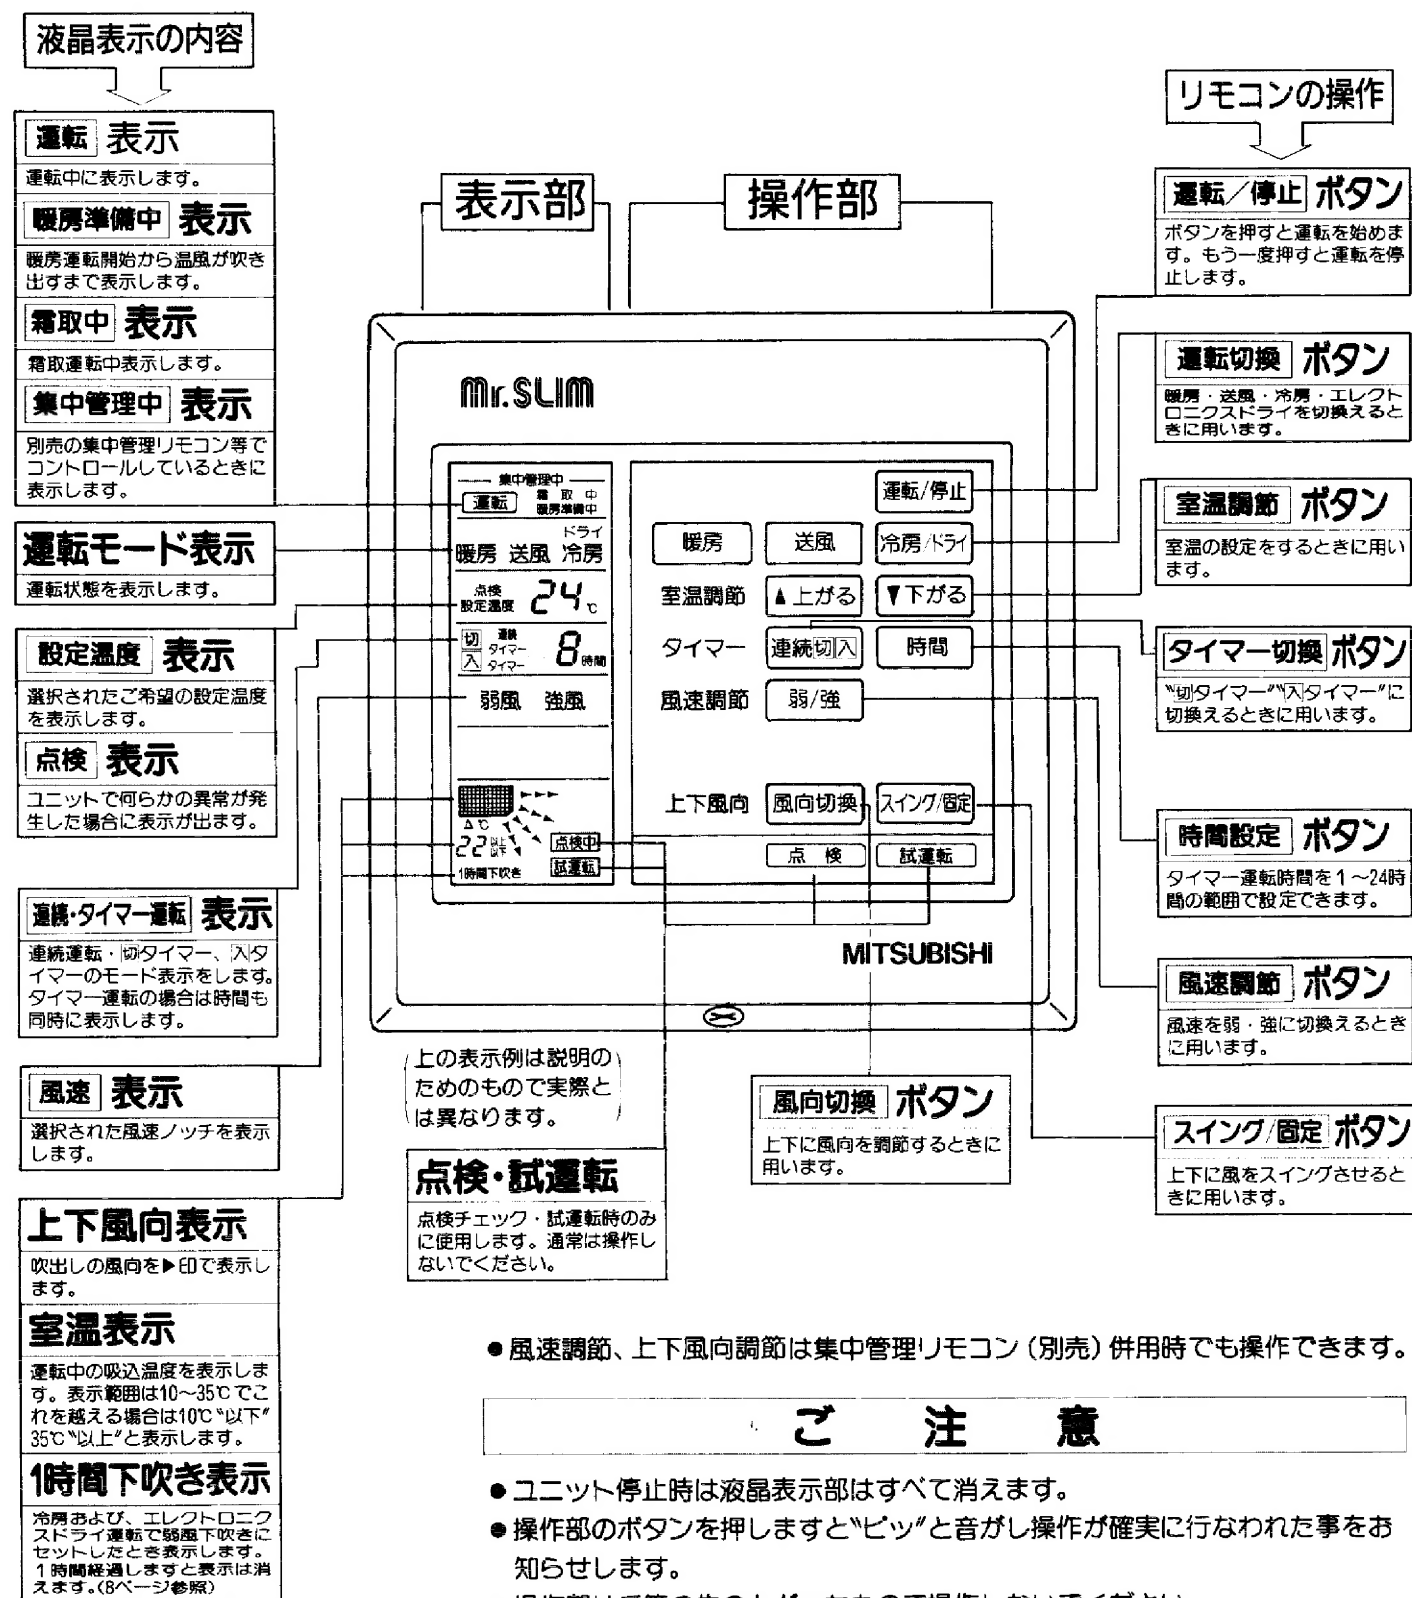 液晶表示の内容
運転 表示
運転中に表示します。
暖房準備中 表示
暖房運転開始から温風が吹き
出すまで表示します。
霜取中 表示
霜取運転中表示します。
集中管理中 表示
別売の集中管理リモコン等で
コントロールしているときに
表示します。
運転モード表示
運転状態を表示します。
設定温度 表示
選択されたご希望の設定温度
を表示します。
点検 表示
ユニットで何らかの異常が発
生した場合に表示が出ます。
連続・タイマー運転 表示
連続運転・切タイマー、入タ
イマーのモード表示をします。
タイマー運転の場合は時間も
同時に表示します。
風速 表示
選択された風速ノッチを表示
します。
上下風向表示
吹出しの風向を▶印で表示し
ます。
室温表示
運転中の吸込温度を表示しま
す。表示範囲は10〜35℃でこ
れを越える場合は10℃〝以下〞
35℃〝以上〞と表示します。
1時間下吹き表示
冷房および、エレクトロニク
スドライ運転で弱風下吹きに
セットしたとき表示します。
1時間経過しますと表示は消
えます。(8ページ参照)
表示部
操作部
Mr.SLIM
集中管理中
運転
霜取中
暖房準備中
ドライ
暖房 送風 冷房
点検
設定温度 24℃
切 連続
タイマー
入 タイマー
8時間
弱風 強風
△℃
22 以上
以下
点検中
1時間下吹き
試運転
運転/停止
暖房 送風 冷房/ドライ
室温調節 ▲上がる ▼下がる
タイマー 連続切入 時間
風速調節 弱/強
上下風向 風向切換 スイング/固定
点検 試運転
MITSUBISHI
(上の表示例は説明の
ためのもので実際と
は異なります。)
点検・試運転
点検チェック・試運転時のみ
に使用します。通常は操作し
ないでください。
風向切換 ボタン
上下に風向を調節するときに
用います。
リモコンの操作
運転/停止 ボタン
ボタンを押すと運転を始めま
す。もう一度押すと運転を停
止します。
運転切換 ボタン
暖房・送風・冷房・エレクト
ロニクスドライを切換えると
きに用います。
室温調節 ボタン
室温の設定をするときに用い
ます。
タイマー切換 ボタン
〝切タイマー〞〝入タイマー〞に
切換えるときに用います。
時間設定 ボタン
タイマー運転時間を1〜24時
間の範囲で設定できます。
風速調節 ボタン
風速を弱・強に切換えるとき
に用います。
スイング/固定 ボタン
上下に風をスイングさせると
きに用います。
●風速調節、上下風向調節は集中管理リモコン(別売)併用時でも操作できます。
ご注意
●ユニット停止時は液晶表示部はすべて消えます。
●操作部のボタンを押しますと〝ピッ〞と音がし操作が確実に行なわれた事をお
知らせします。